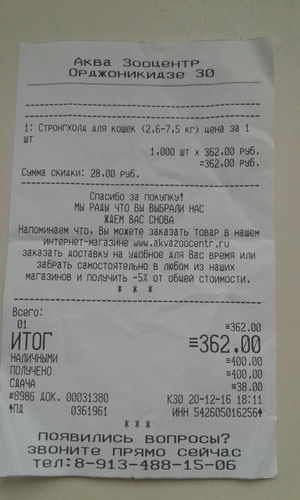 Аква Зооцентр
Орджоникидзе 30
1: Стронгхолд для кошек (2,6-7,5 кг) цена за 1
шт
1.000 шт х 362.00 Руб.
=362.00 Руб.
Сумма скидки: 28.00 Руб.
Спасибо за покупку!
МЫ РАДЫ ЧТО ВЫ ВЫБРАЛИ НАС
ЖДЕМ ВАС СНОВА
Напоминаем что, Вы можете заказать товар в нашем
интернет-магазине www.akvazoocentr.ru
заказать доставку на удобное для Вас время или
забрать самостоятельно в любом из наших
магазинов и получить -5% от общей стоимости.
* * *
Всего:
01 ≡362.00
ИТОГ ≡362.00
НАЛИЧНЫМИ ≡400.00
ПОЛУЧЕНО ≡400.00
СДАЧА ≡38.00
#8986 ДОК. 00031380 К30 20-12-16 18:11
*ПД 0361961 ИНН 542605016256*
* * *
ПОЯВИЛИСЬ ВОПРОСЫ?
ЗВОНИТЕ ПРЯМО СЕЙЧАС
тел:8-913-488-15-06